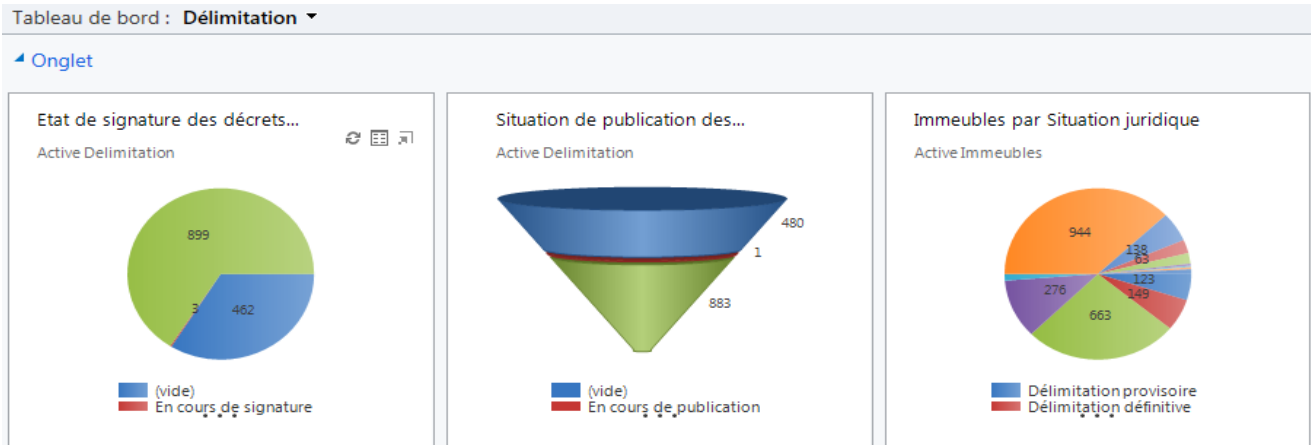 Tableau de bord : Délimitation
Onglet
Etat de signature des décrets...
Active Delimitation
899
3
462
(vide)
En cours de signature
...
Situation de publication des...
Active Delimitation
480
1
883
(vide)
En cours de publication
...
Immeubles par Situation juridique
Active Immeubles
944
138
63
123
149
276
663
Délimitation provisoire
Délimitation définitive
...